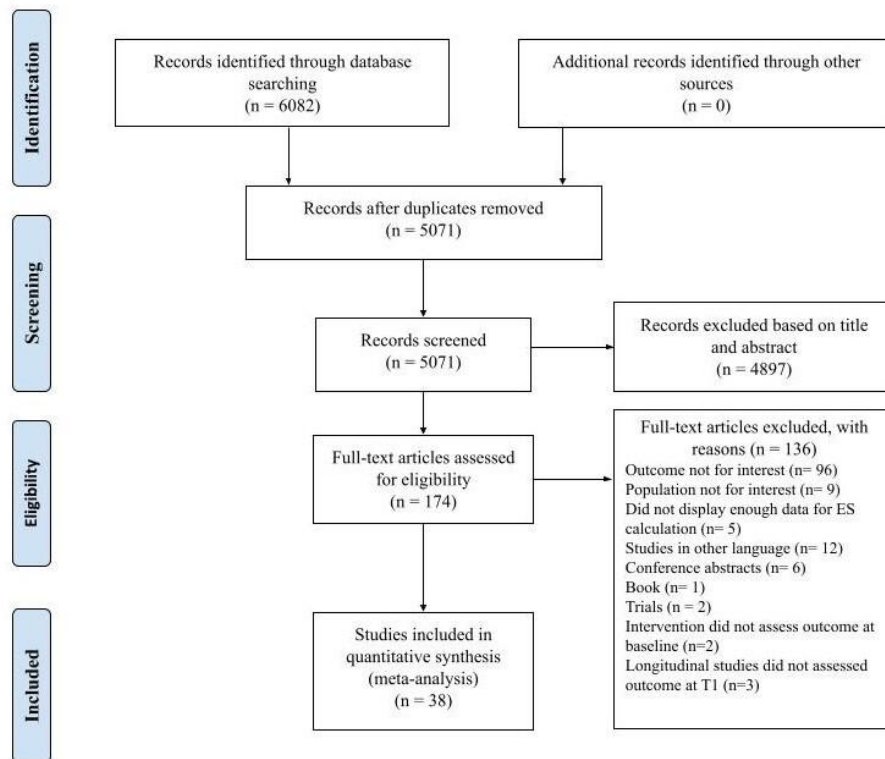 Identification
Records identified through database
searching
(n = 6082)
Additional records identified through other
sources
(n = 0)
Records after duplicates removed
(n = 5071)
Screening
Records screened
(n = 5071)
Records excluded based on title
and abstract
(n = 4897)
Eligibility
Full-text articles assessed
for eligibility
(n = 174)
Full-text articles excluded, with
reasons (n = 136)
Outcome not for interest (n= 96)
Population not for interest (n= 9)
Did not display enough data for ES
calculation (n= 5)
Studies in other language (n= 12)
Conference abstracts (n= 6)
Book (n= 1)
Trials (n = 2)
Intervention did not assess outcome at
baseline (n=2)
Longitudinal studies did not assessed
outcome at T1 (n=3)
Included
Studies included in
quantitative synthesis
(meta-analysis)
(n = 38)